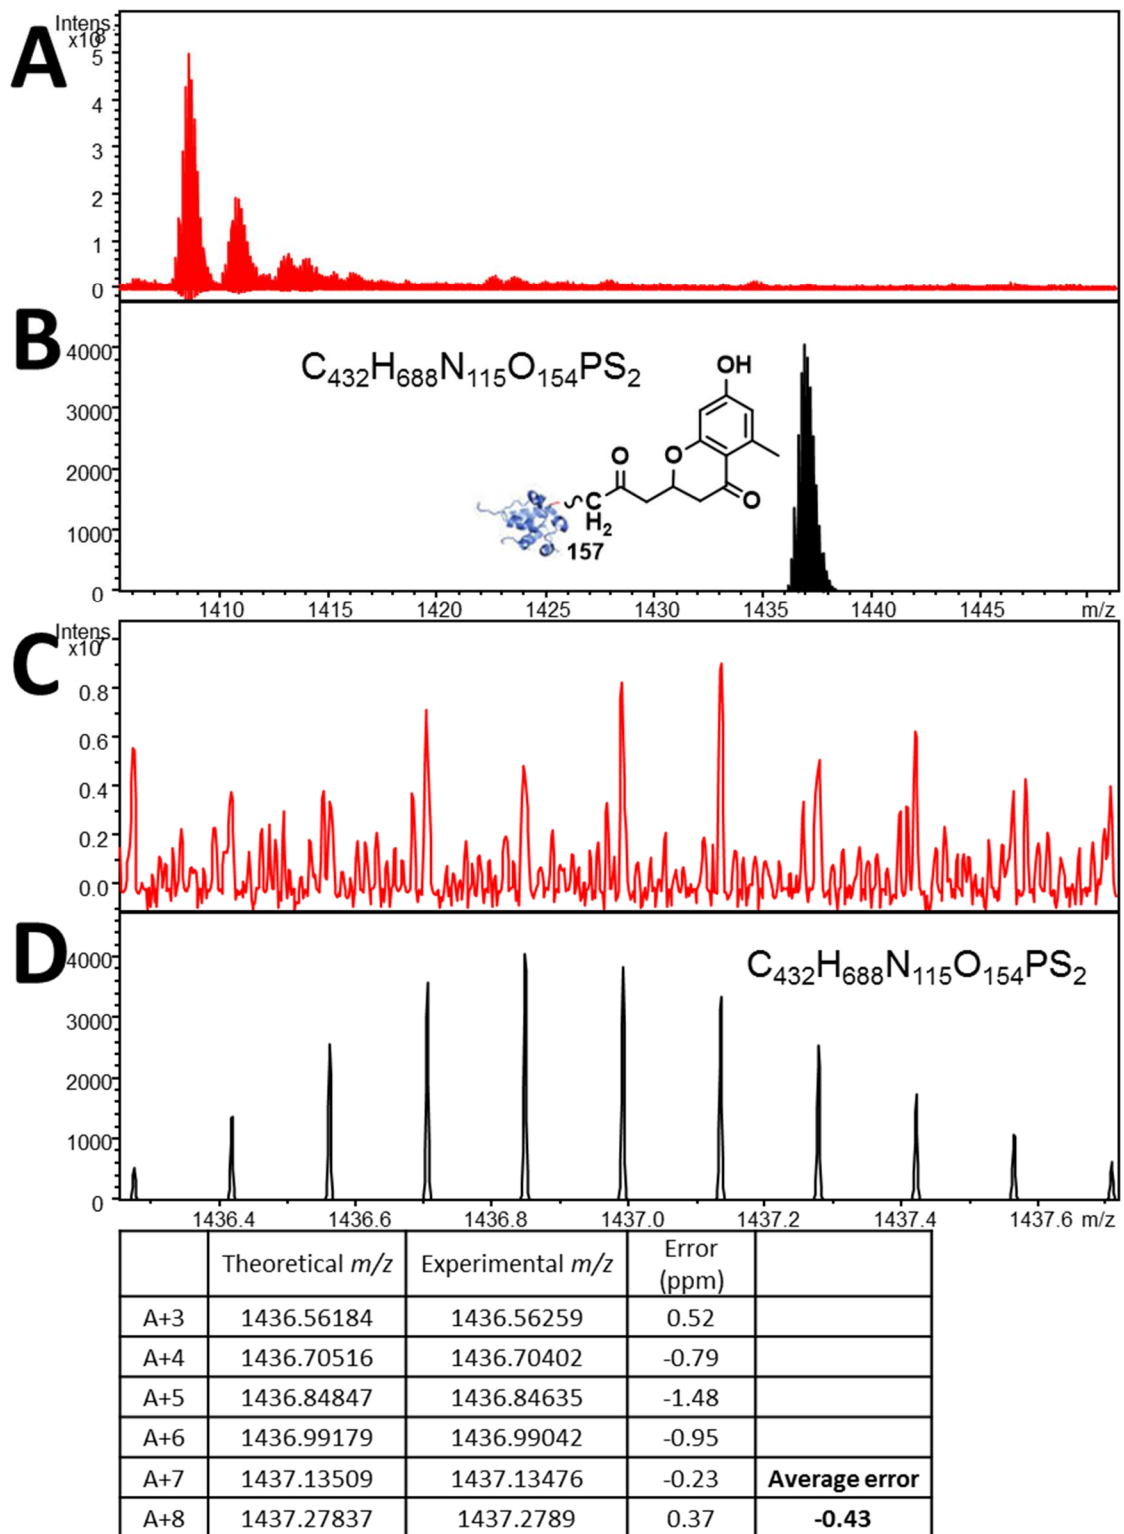 A
Intens.
x10⁸
5
4
3
2
1
0
B
4000
3000
2000
1000
0
C₄₃₂H₆₈₈N₁₁₅O₁₅₄PS₂
OH
O
O
O
C
H₂
157
1410 1415 1420 1425 1430 1435 1440 1445 m/z
C
Intens.
x10⁷
0.8
0.6
0.4
0.2
0.0
D
4000
3000
2000
1000
0
C₄₃₂H₆₈₈N₁₁₅O₁₅₄PS₂
1436.4 1436.6 1436.8 1437.0 1437.2 1437.4 1437.6 m/z
Theoretical m/z Experimental m/z Error
(ppm)
A+3 1436.56184 1436.56259 0.52
A+4 1436.70516 1436.70402 -0.79
A+5 1436.84847 1436.84635 -1.48
A+6 1436.99179 1436.99042 -0.95
A+7 1437.13509 1437.13476 -0.23 Average error
A+8 1437.27837 1437.2789 0.37 -0.43